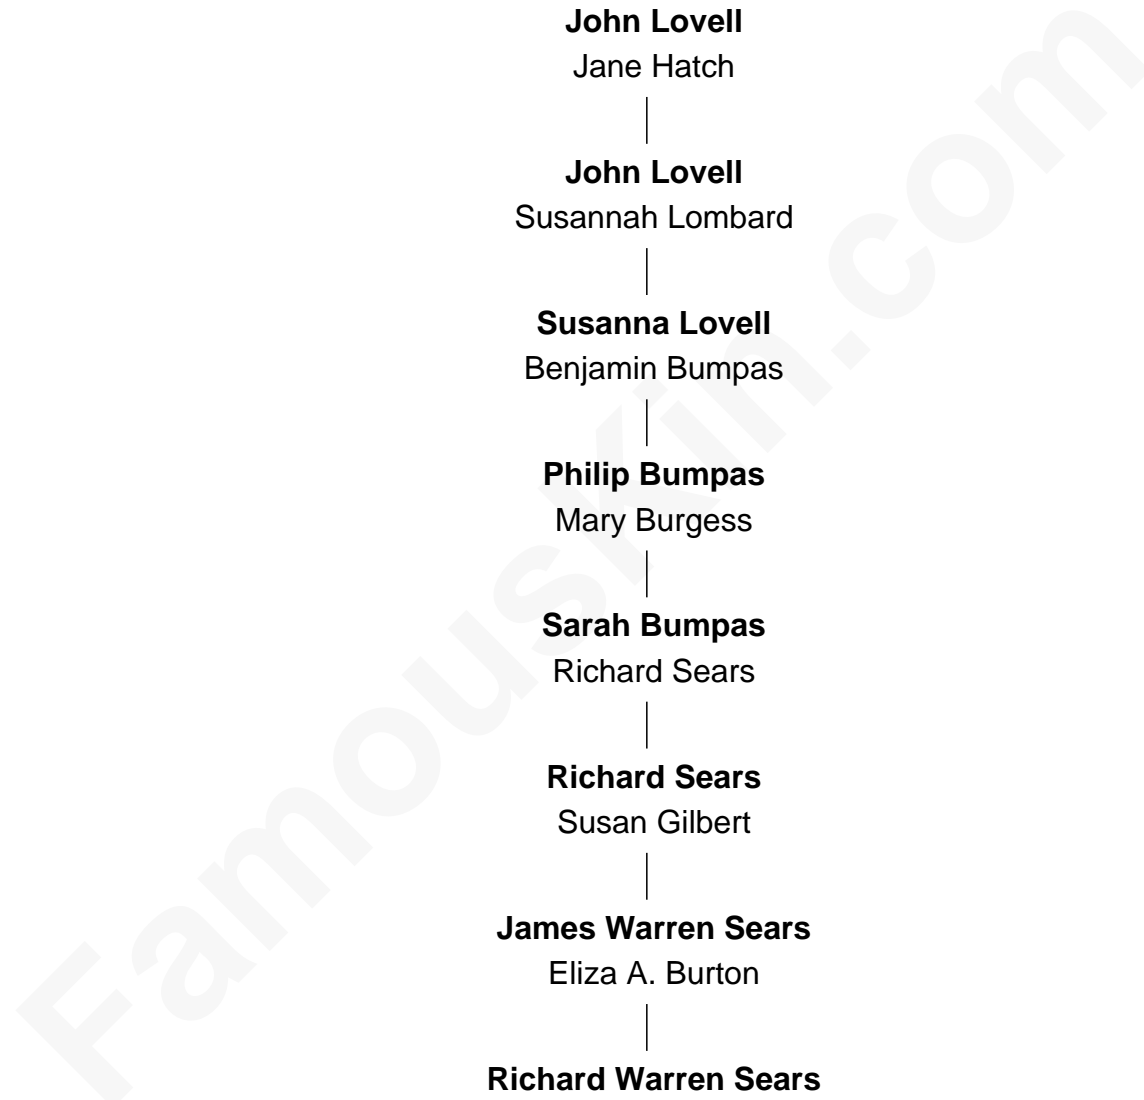 John Lovell
Jane Hatch
John Lovell
Susannah Lombard
Susanna Lovell
Benjamin Bumpas
Philip Bumpas
Mary Burgess
Sarah Bumpas
Richard Sears
Richard Sears
Susan Gilbert
James Warren Sears
Eliza A. Burton
Richard Warren Sears
FamousKin.com